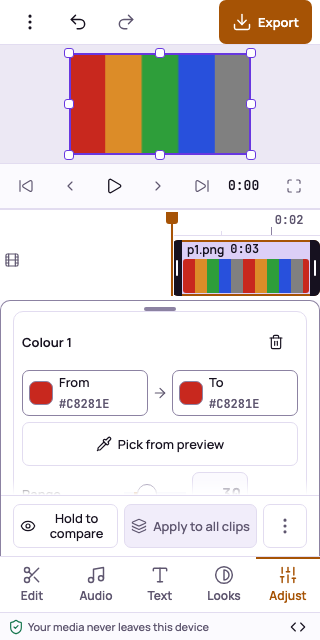 Export
0:00
0:02
p1.png 0:03
Colour 1
From
#C8281E
To
#C8281E
Pick from preview
Hold to
compare
Apply to all clips
Edit
Audio
Text
Looks
Adjust
Your media never leaves this device